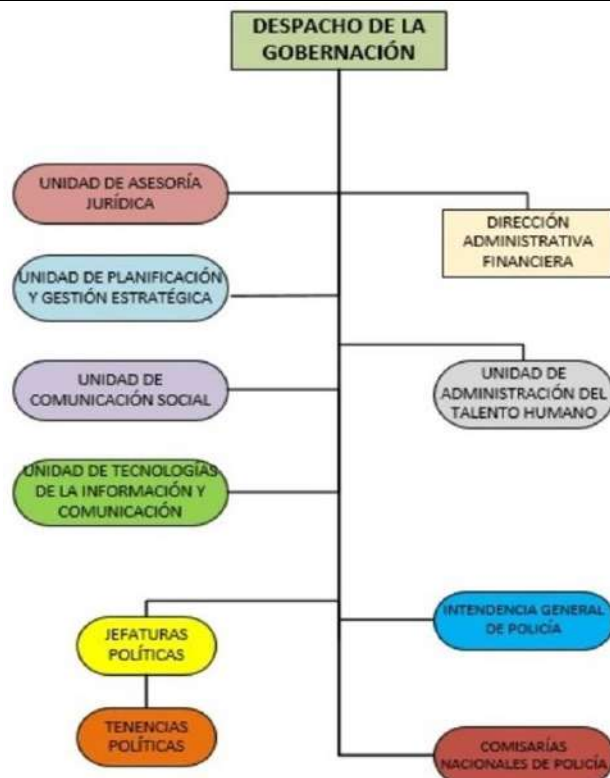 DESPACHO DE LA
GOBERNACIÓN
UNIDAD DE ASESORÍA
JURÍDICA
DIRECCIÓN
ADMINISTRATIVA
FINANCIERA
UNIDAD DE PLANIFICACIÓN
Y GESTIÓN ESTRATÉGICA
UNIDAD DE
ADMINISTRACIÓN DEL
TALENTO HUMANO
UNIDAD DE
COMUNICACIÓN SOCIAL
UNIDAD DE TECNOLOGÍAS
DE LA INFORMACIÓN Y
COMUNICACIÓN
JEFATURAS
POLÍTICAS
INTENDENCIA GENERAL
DE POLICÍA
TENENCIAS
POLÍTICAS
COMISARÍAS
NACIONALES DE POLICÍA